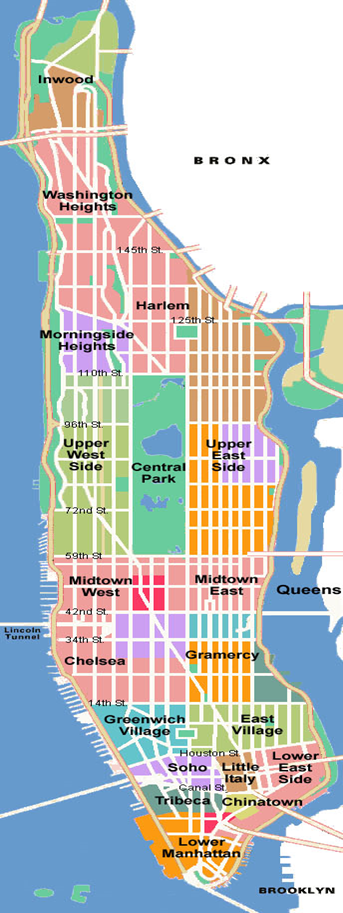 Inwood
BRONX
Washington
Heights
145th St.
Harlem
125th St.
Morningside
Heights
110th St.
96th St.
Upper
West
Side
Upper
East
Side
Central
Park
72nd St.
59th St.
Midtown
West
Midtown
East
Queens
42nd St.
Lincoln
Tunnel
34th St.
Chelsea
Gramercy
14th St.
Greenwich
Village
East
Village
Houston St.
Soho
Little
Italy
Lower
East
Side
Canal St.
Tribeca
Chinatown
Lower
Manhattan
BROOKLYN